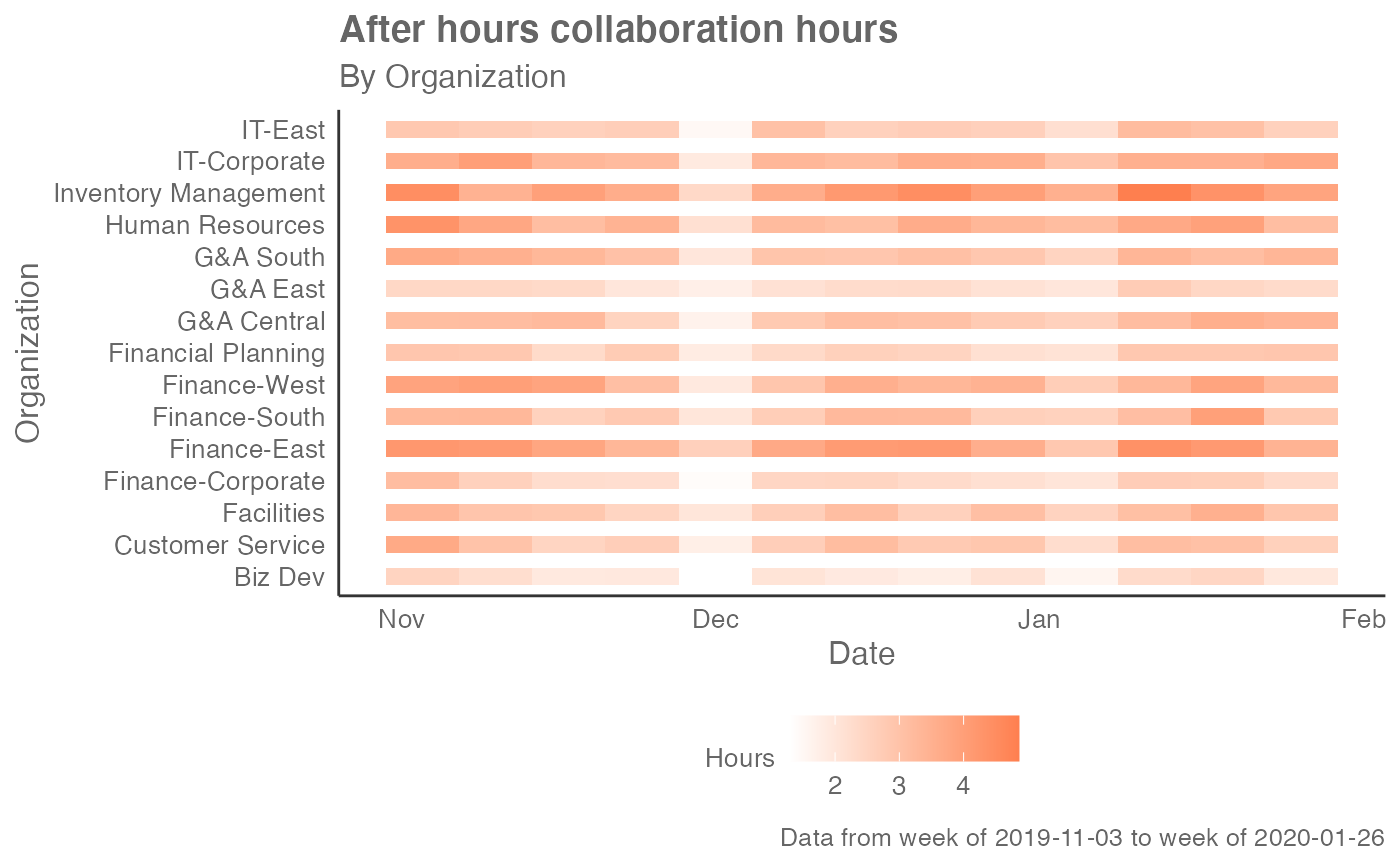 After hours collaboration hours
By Organization
Organization
IT-East
IT-Corporate
Inventory Management
Human Resources
G&A South
G&A East
G&A Central
Financial Planning
Finance-West
Finance-South
Finance-East
Finance-Corporate
Facilities
Customer Service
Biz Dev
Nov Dec Jan Feb
Date
Hours
2 3 4
Data from week of 2019-11-03 to week of 2020-01-26